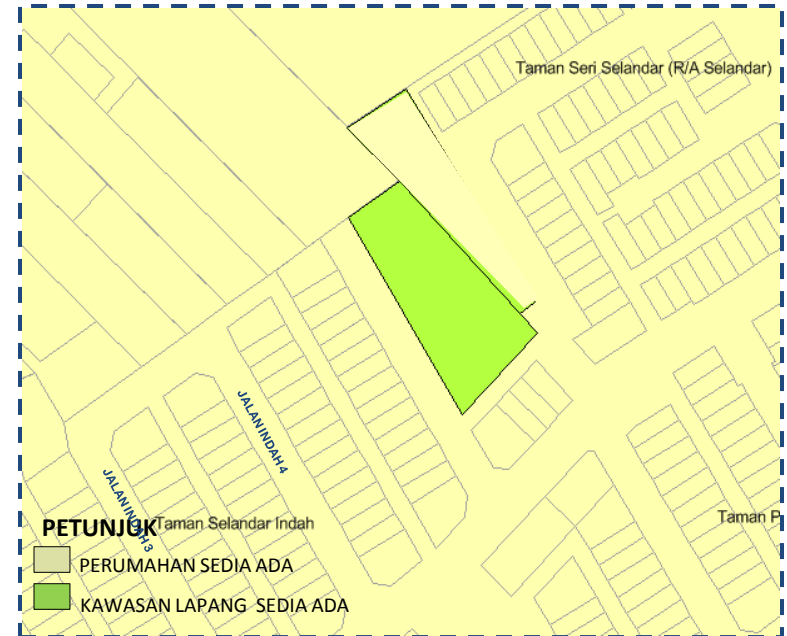 Taman Seri Selandar (R/A Selandar)
JALAN INDAH 4
JALAN INDAH 3
Taman P
PETUNJUK
Taman Selandar Indah
PERUMAHAN SEDIA ADA
KAWASAN LAPANG SEDIA ADA